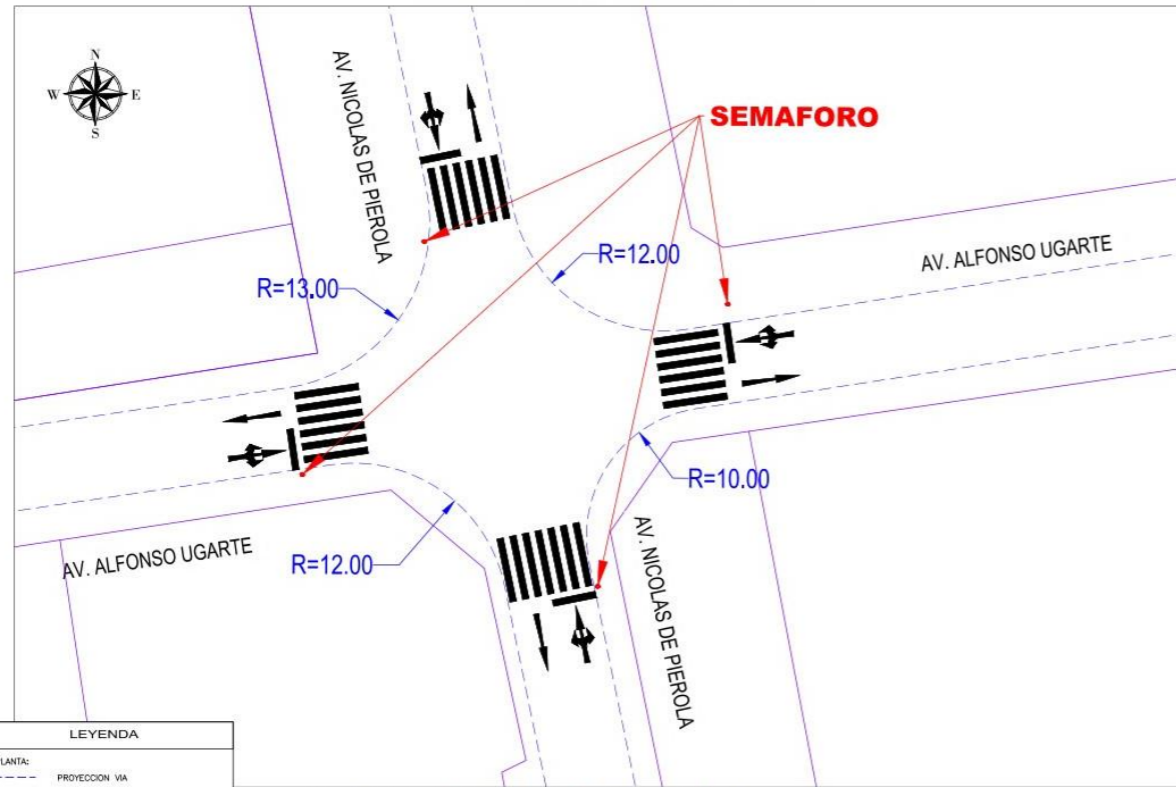 N
W
E
S
AV. NICOLAS DE PIEROLA
SEMAFORO
R=12.00
AV. ALFONSO UGARTE
R=13.00
R=10.00
AV. ALFONSO UGARTE
R=12.00
AV. NICOLAS DE PIEROLA
LEYENDA
PLANTA:
PROYECCION VIA